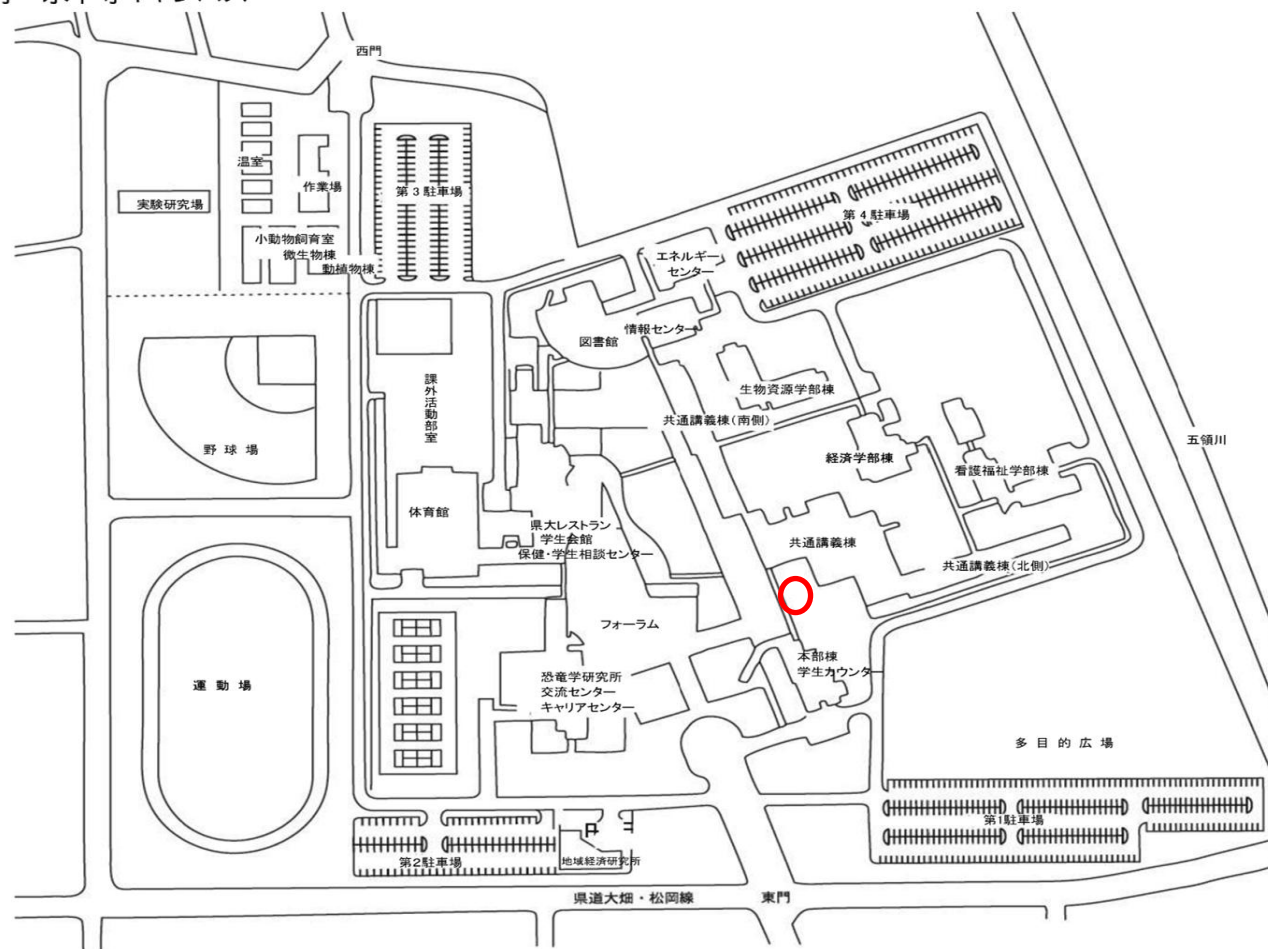 西門
温室
作業場
第3駐車場
実験研究場
小動物飼育室
微生物棟
動植物棟
エネルギー
センター
第4駐車場
図書館
情報センター
生物資源学部棟
課外活動部室
共通講義棟(南側)
五領川
野球場
経済学部棟
看護福祉学部棟
体育館
県大レストラン
学生会館
保健・学生相談センター
共通講義棟
共通講義棟(北側)
フォーラム
本部棟
学生カウンター
運動場
恐竜学研究所
交流センター
キャリアセンター
多目的広場
第1駐車場
第2駐車場
地域経済研究所
県道大畑・松岡線
東門